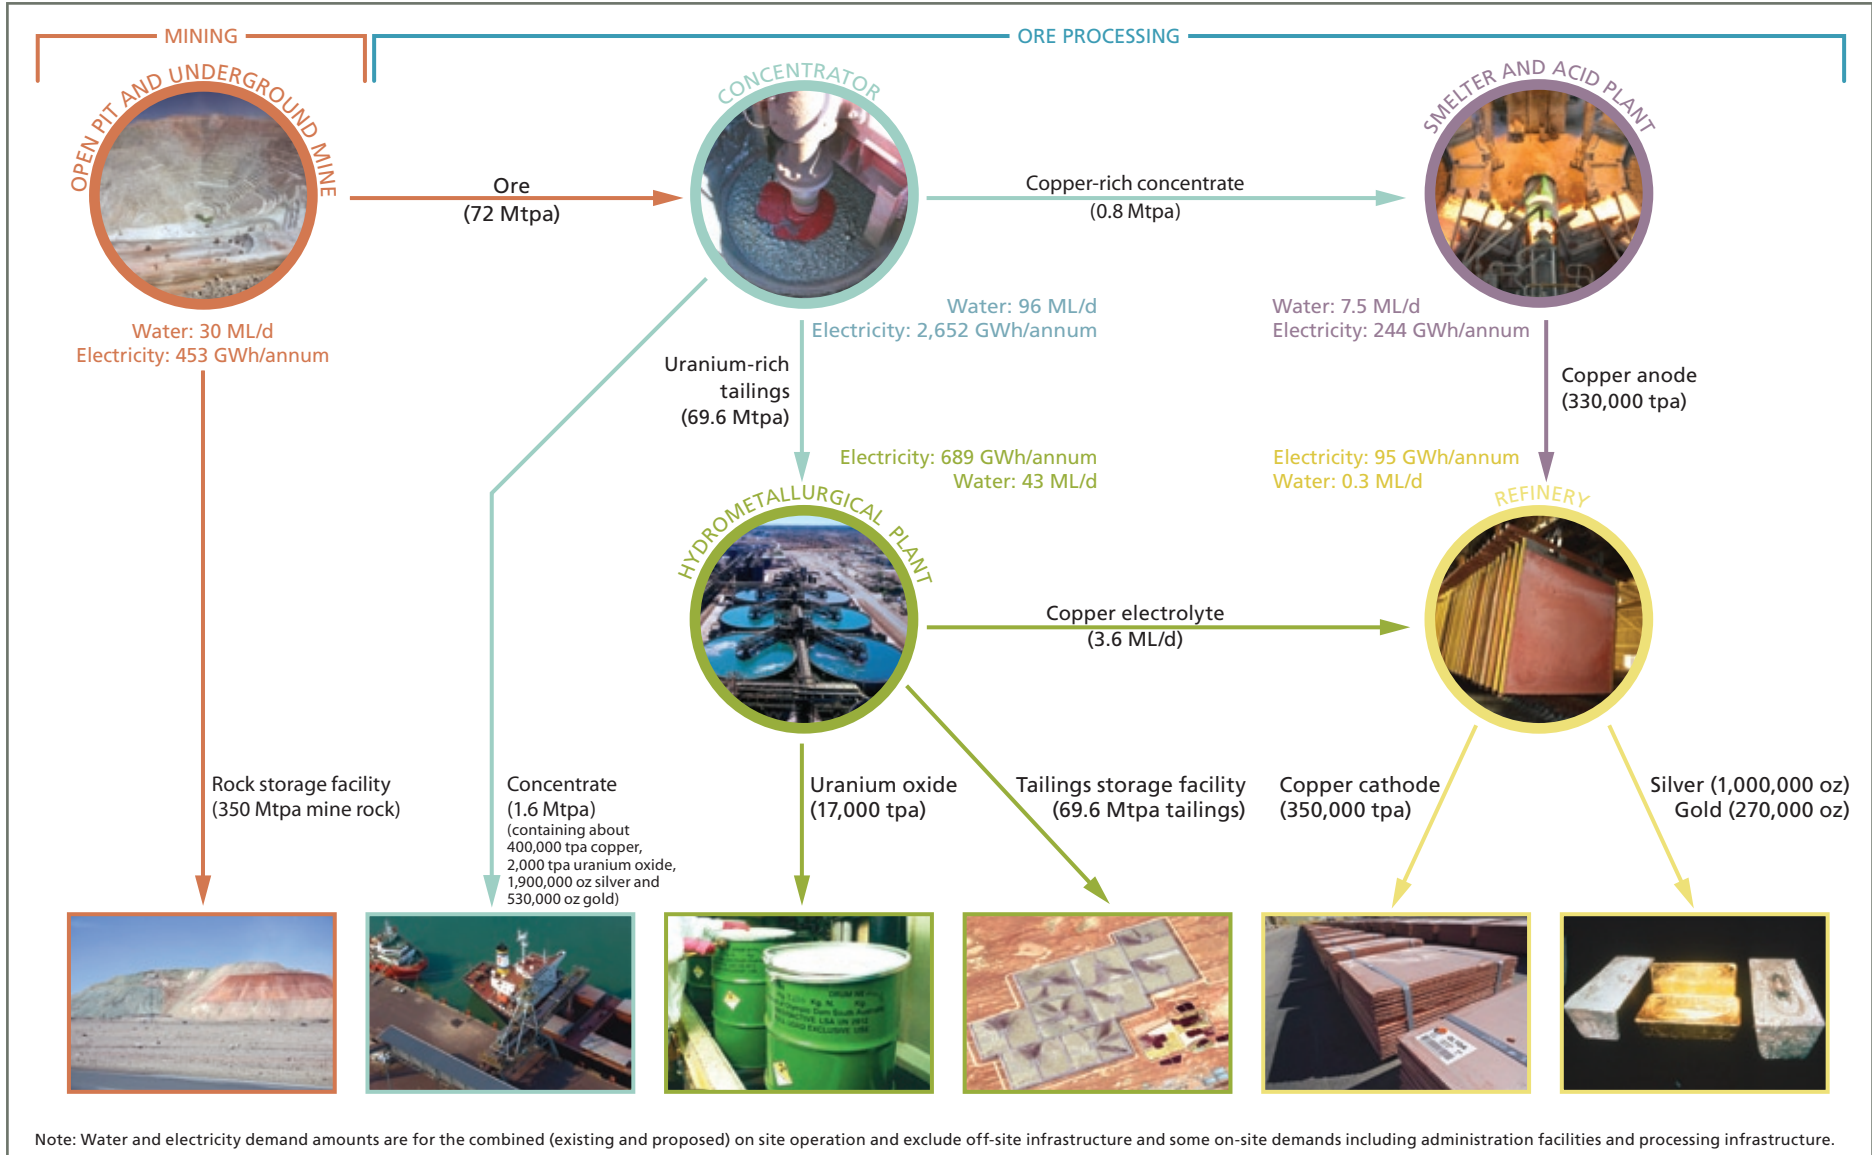 MINING
ORE PROCESSING
OPEN PIT AND UNDERGROUND MINE
CONCENTRATOR
SMELTER AND ACID PLANT
Ore
(72 Mtpa)
Copper-rich concentrate
(0.8 Mtpa)
Water: 30 ML/d
Electricity: 453 GWh/annum
Water: 96 ML/d
Electricity: 2,652 GWh/annum
Water: 7.5 ML/d
Electricity: 244 GWh/annum
Uranium-rich
tailings
(69.6 Mtpa)
Copper anode
(330,000 tpa)
Electricity: 689 GWh/annum
Water: 43 ML/d
Electricity: 95 GWh/annum
Water: 0.3 ML/d
HYDROMETALLURGICAL PLANT
REFINERY
Copper electrolyte
(3.6 ML/d)
Rock storage facility
(350 Mtpa mine rock)
Concentrate
(1.6 Mtpa)
(containing about
400,000 tpa copper,
2,000 tpa uranium oxide,
1,900,000 oz silver and
530,000 oz gold)
Uranium oxide
(17,000 tpa)
Tailings storage facility
(69.6 Mtpa tailings)
Copper cathode
(350,000 tpa)
Silver (1,000,000 oz)
Gold (270,000 oz)
Note: Water and electricity demand amounts are for the combined (existing and proposed) on site operation and exclude off-site infrastructure and some on-site demands including administration facilities and processing infrastructure.